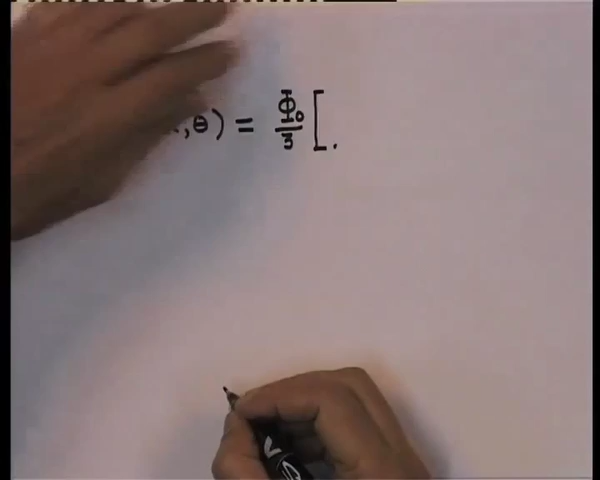 ,θ) = Φ₀/3 [.